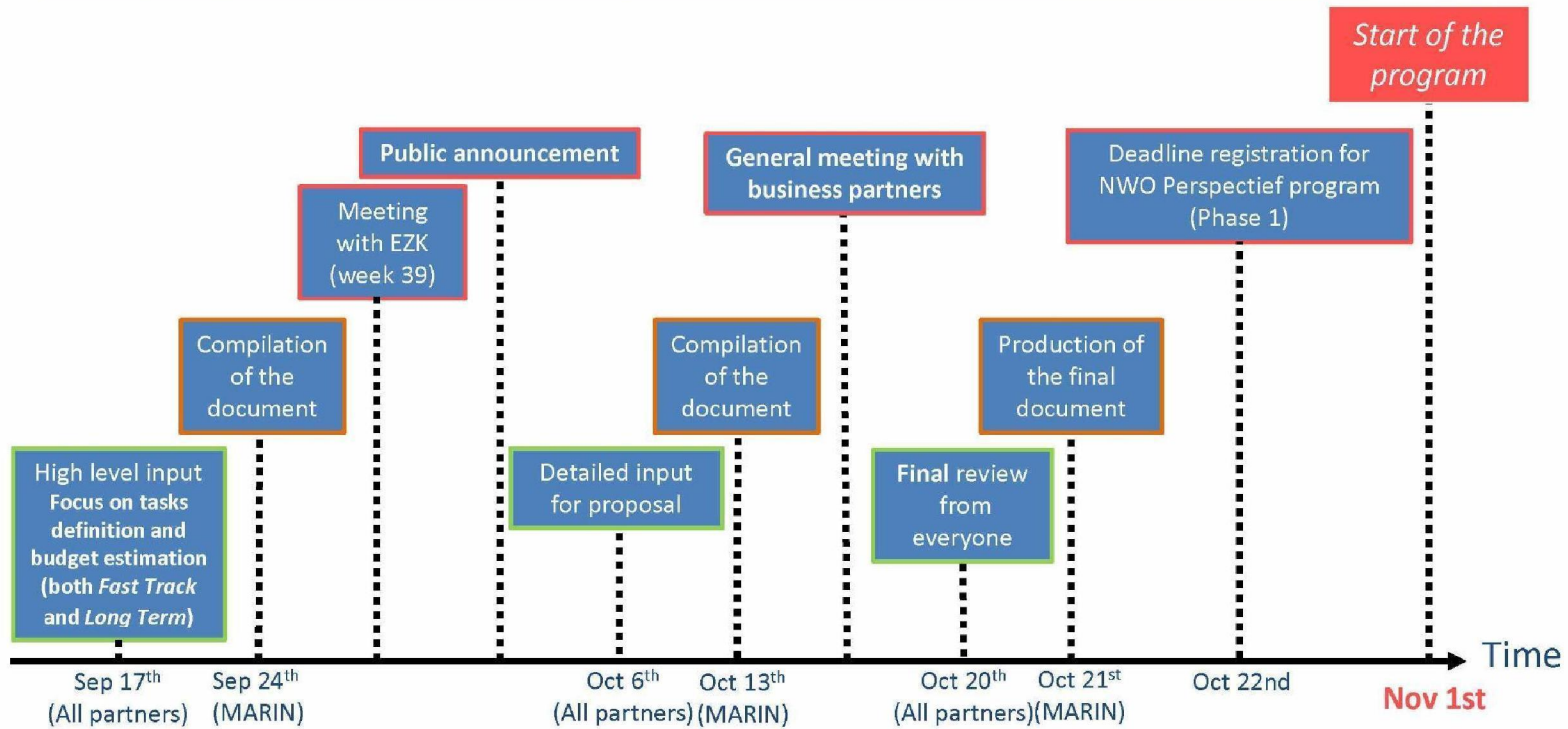 Start of the
program
Public announcement
General meeting with
business partners
Deadline registration for
NWO Perspectief program
(Phase 1)
Meeting
with EZK
(week 39)
Compilation
of the
document
Compilation
of the
document
Production of
the final
document
High level input
Focus on tasks
definition and
budget estimation
(both Fast Track
and Long Term)
Detailed input
for proposal
Final review
from
everyone
Time
Sep 17th
(All partners)
Sep 24th
(MARIN)
Oct 6th
(All partners)
Oct 13th
(MARIN)
Oct 20th
(All partners)
Oct 21st
(MARIN)
Oct 22nd
Nov 1st